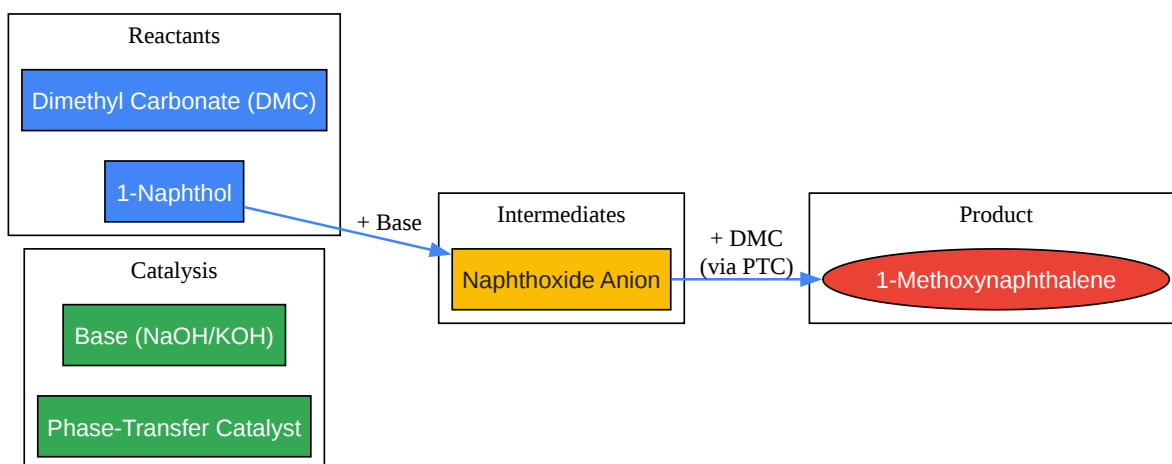 Reactants
Dimethyl Carbonate (DMC)
1-Naphthol
+ Base
Catalysis
Base (NaOH/KOH)
Phase-Transfer Catalyst
Intermediates
Naphthoxide Anion
+ DMC
(via PTC)
Product
1-Methoxynaphthalene